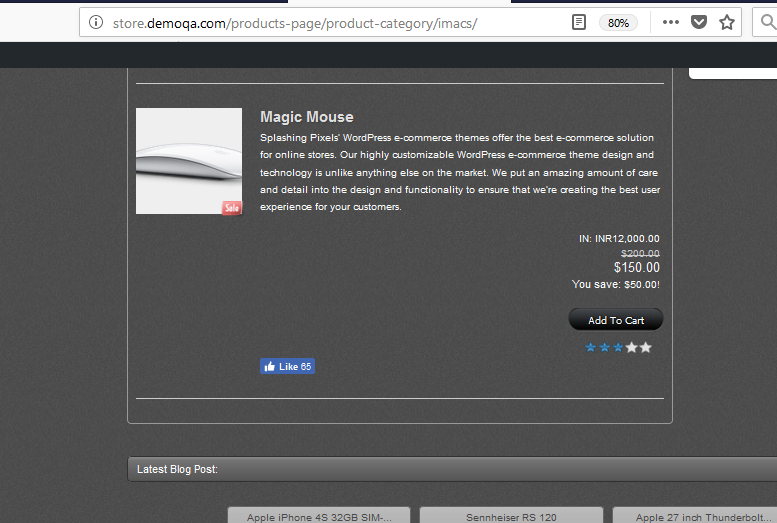 store.demoqa.com/products-page/product-category/imacs/
80%
Magic Mouse
Splashing Pixels' WordPress e-commerce themes offer the best e-commerce solution
for online stores. Our highly customizable WordPress e-commerce theme design and
technology is unlike anything else on the market. We put an amazing amount of care
and detail into the design and functionality to ensure that we're creating the best user
experience for your customers.
Sale
IN: INR12,000.00
$200.00
$150.00
You save: $50.00!
Add To Cart
Like 65
Latest Blog Post:
Apple iPhone 4S 32GB SIM-...
Sennheiser RS 120
Apple 27 inch Thunderbolt...